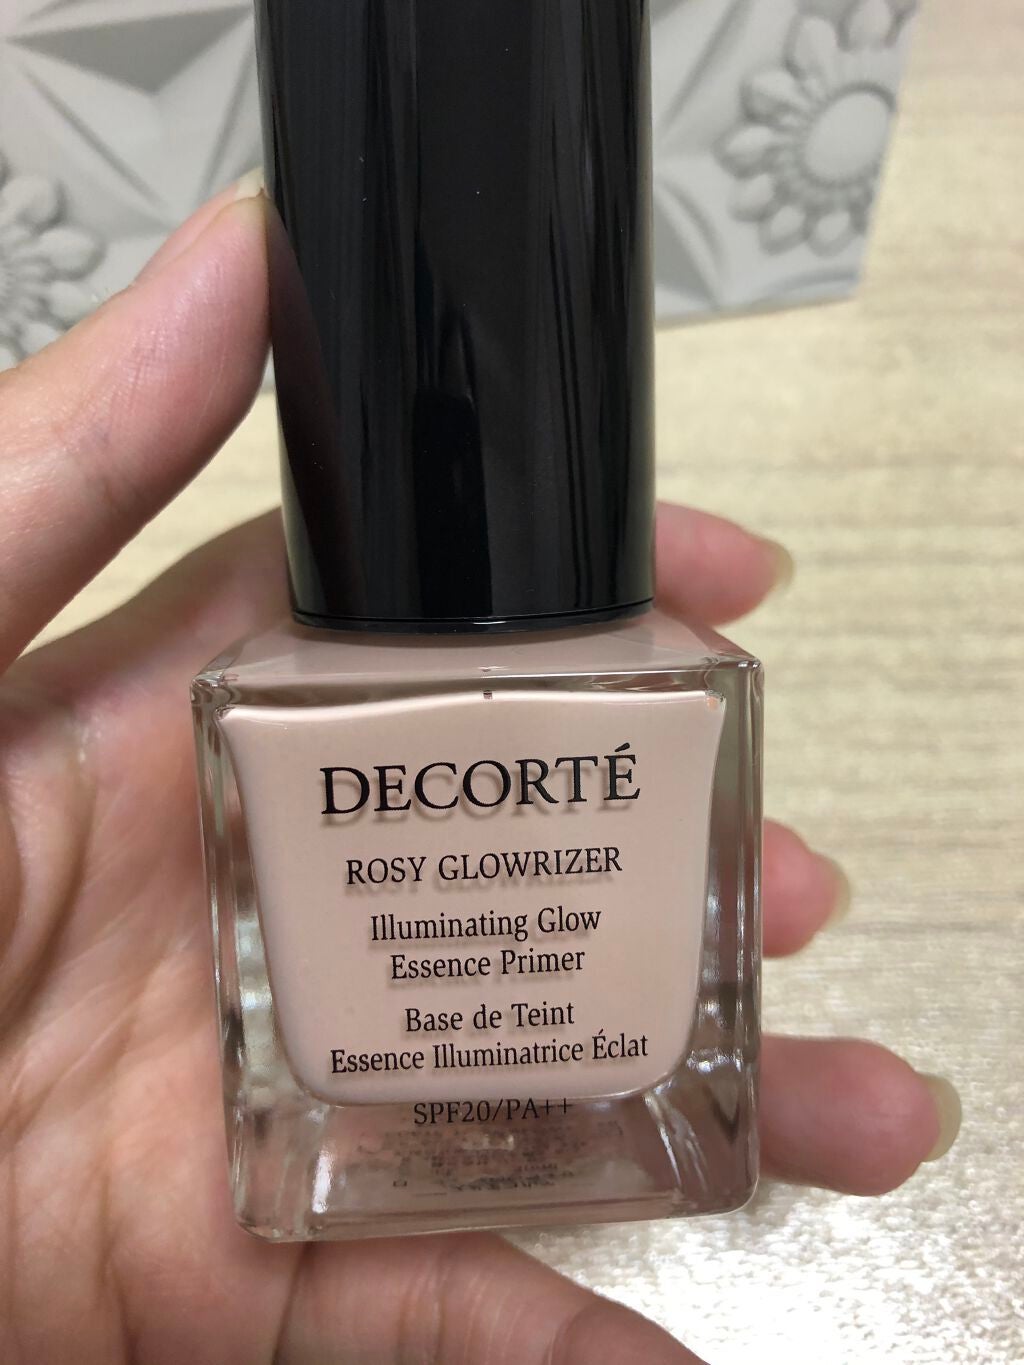 DECORTÉ
ROSY GLOWRIZER
Illuminating Glow
Essence Primer
Base de Teint
Essence Illuminatrice Éclat
SPF20/PA++